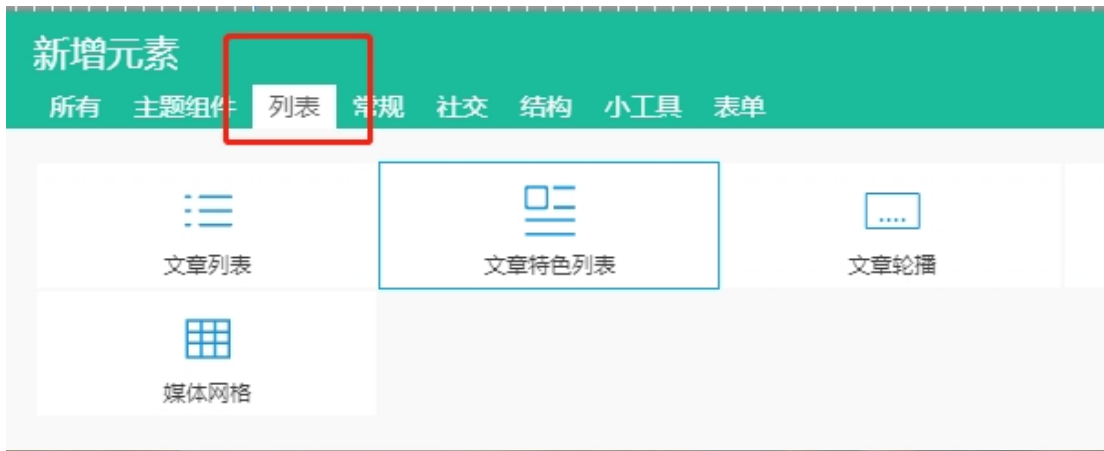 新增元素
所有 主题组件 列表 常规 社交 结构 小工具 表单
文章列表 文章特色列表 文章轮播
媒体网格